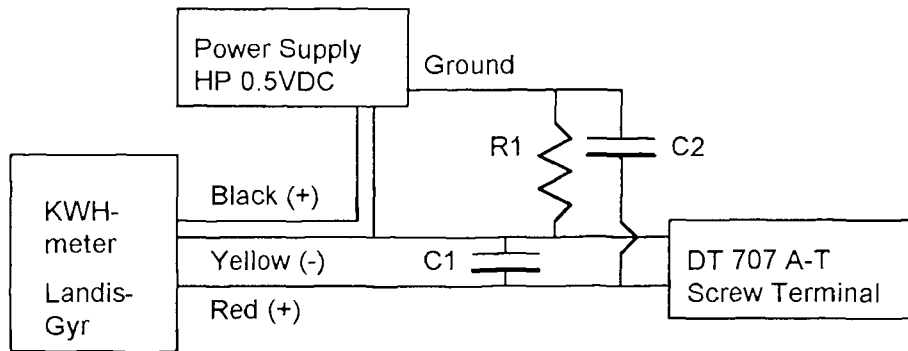 Power Supply
HP 0.5VDC
Ground
R1
C2
Black (+)
KWH-
meter
Landis-
Gyr
Yellow (-)
C1
Red (+)
DT 707 A-T
Screw Terminal